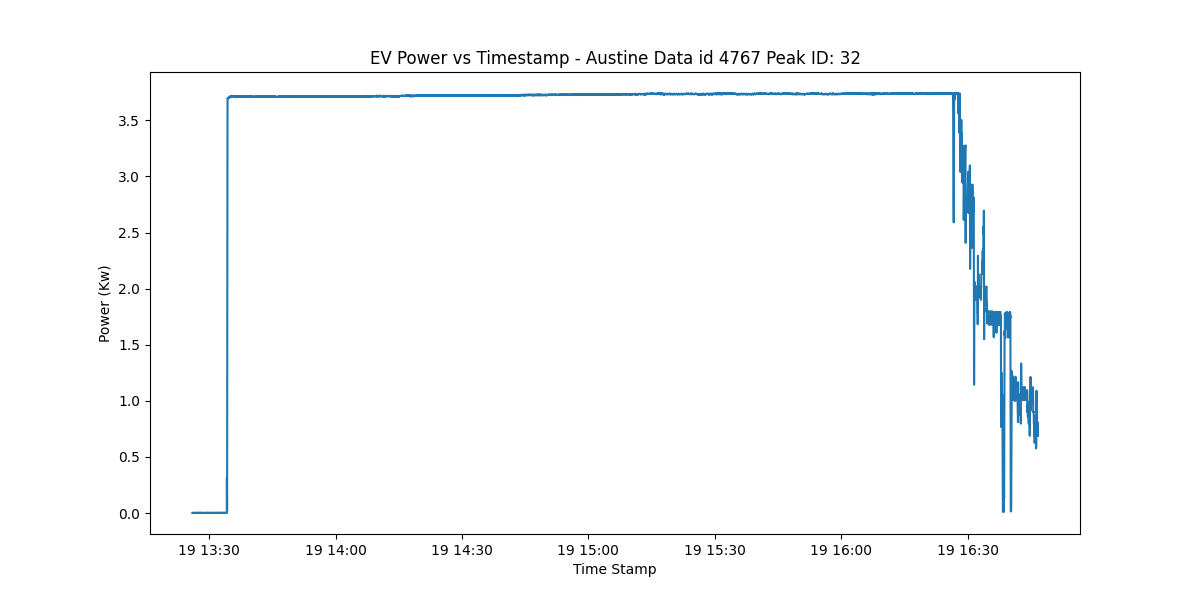 EV Power vs Timestamp - Austine Data id 4767 Peak ID: 32
Power (Kw)
3.5
3.0
2.5
2.0
1.5
1.0
0.5
0.0
19 13:30 19 14:00 19 14:30 19 15:00 19 15:30 19 16:00 19 16:30
Time Stamp